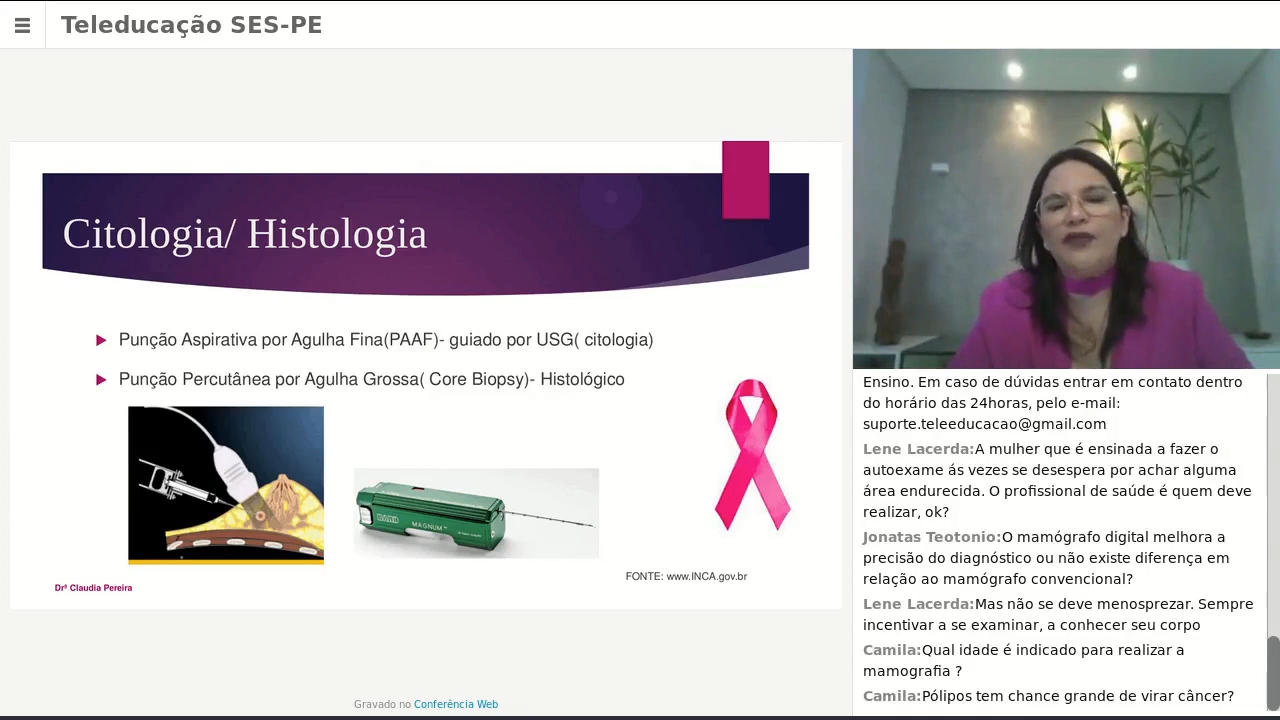 Teleducação SES-PE
Citologia/ Histologia
Punção Aspirativa por Agulha Fina(PAAF)- guiado por USG( citologia)
Punção Percutânea por Agulha Grossa( Core Biopsy)- Histológico
BARD
MAGNUM
FONTE: www.INCA.gov.br
Drª Claudia Pereira
Gravado no Conferência Web
Ensino. Em caso de dúvidas entrar em contato dentro
do horário das 24horas, pelo e-mail:
suporte.teleeducacao@gmail.com
Lene Lacerda:A mulher que é ensinada a fazer o
autoexame ás vezes se desespera por achar alguma
área endurecida. O profissional de saúde é quem deve
realizar, ok?
Jonatas Teotonio:O mamógrafo digital melhora a
precisão do diagnóstico ou não existe diferença em
relação ao mamógrafo convencional?
Lene Lacerda:Mas não se deve menosprezar. Sempre
incentivar a se examinar, a conhecer seu corpo
Camila:Qual idade é indicado para realizar a
mamografia ?
Camila:Pólipos tem chance grande de virar câncer?